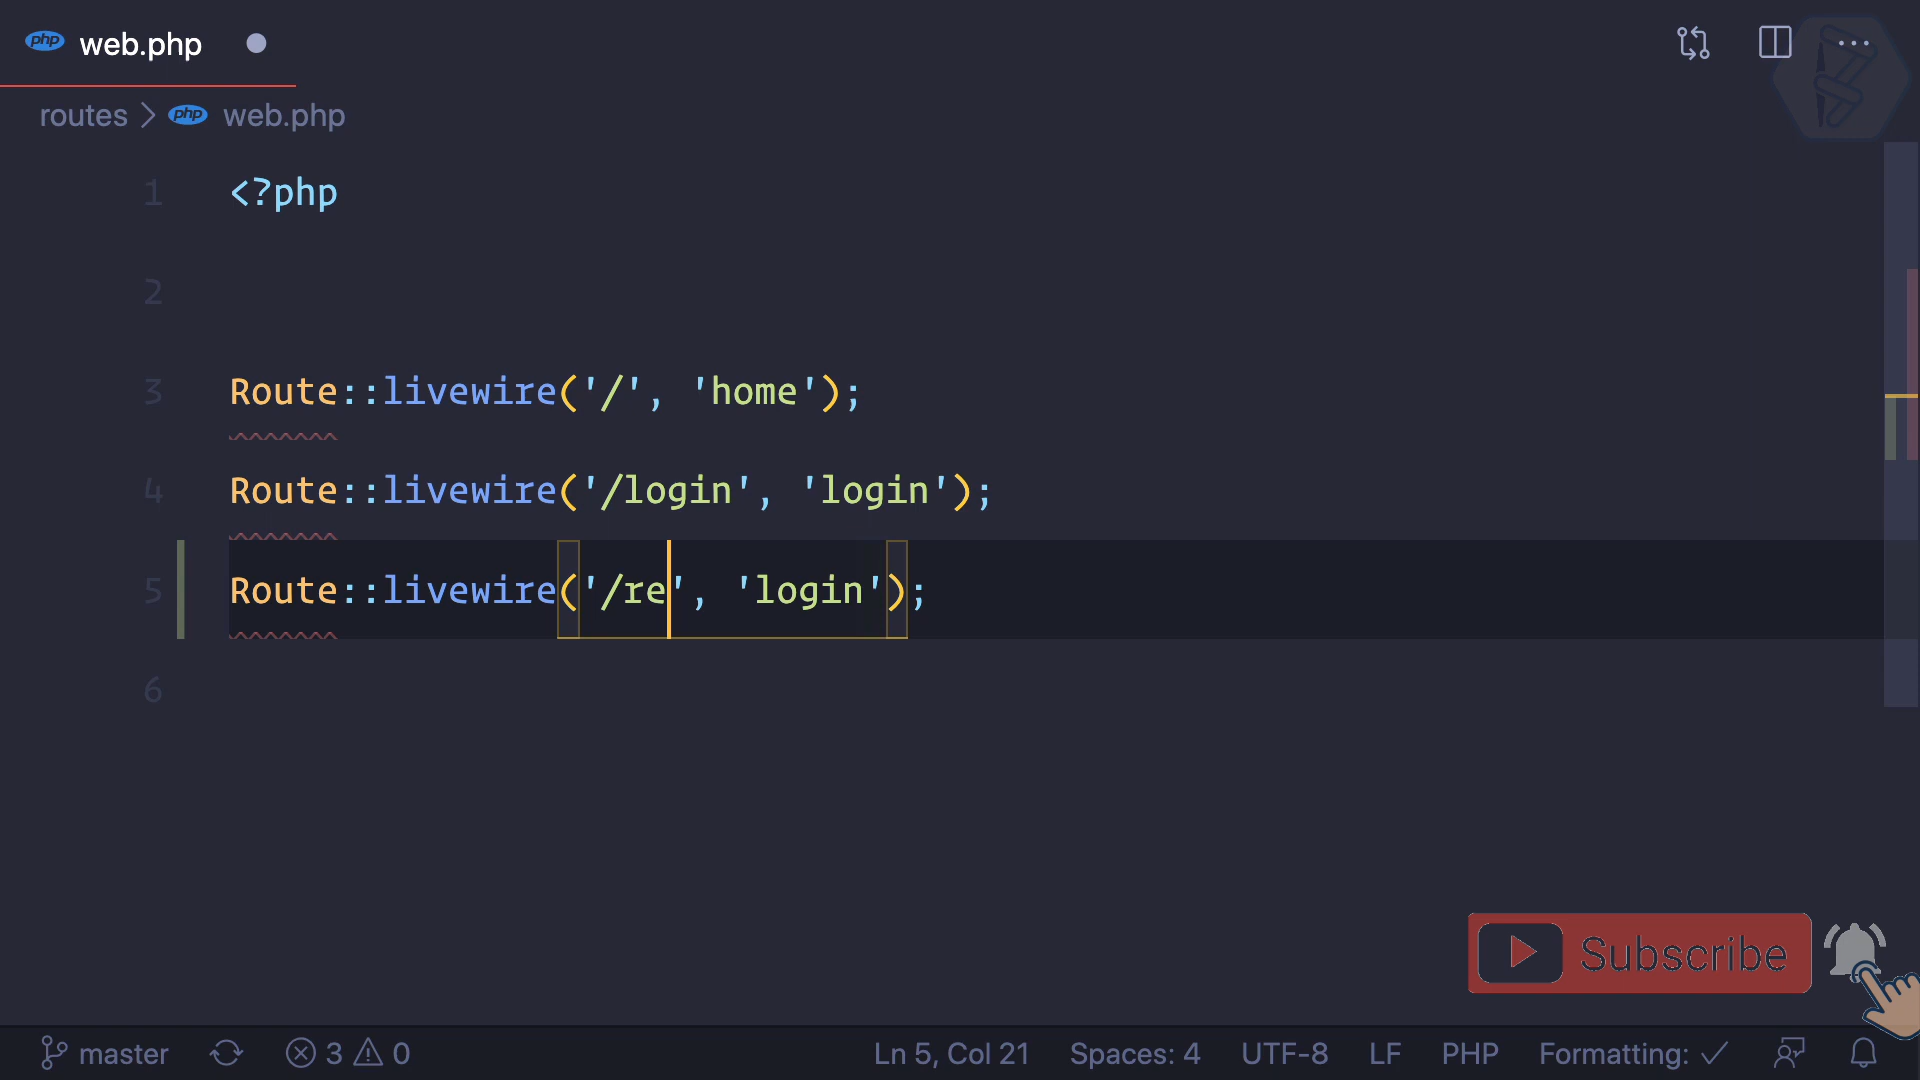 php web.php
routes > php web.php
1 <?php
2
3 Route::livewire('/', 'home');
4 Route::livewire('/login', 'login');
5 Route::livewire('/re', 'login');
6
Subscribe
master 3 0 Ln 5, Col 21 Spaces: 4 UTF-8 LF PHP Formatting: ✓